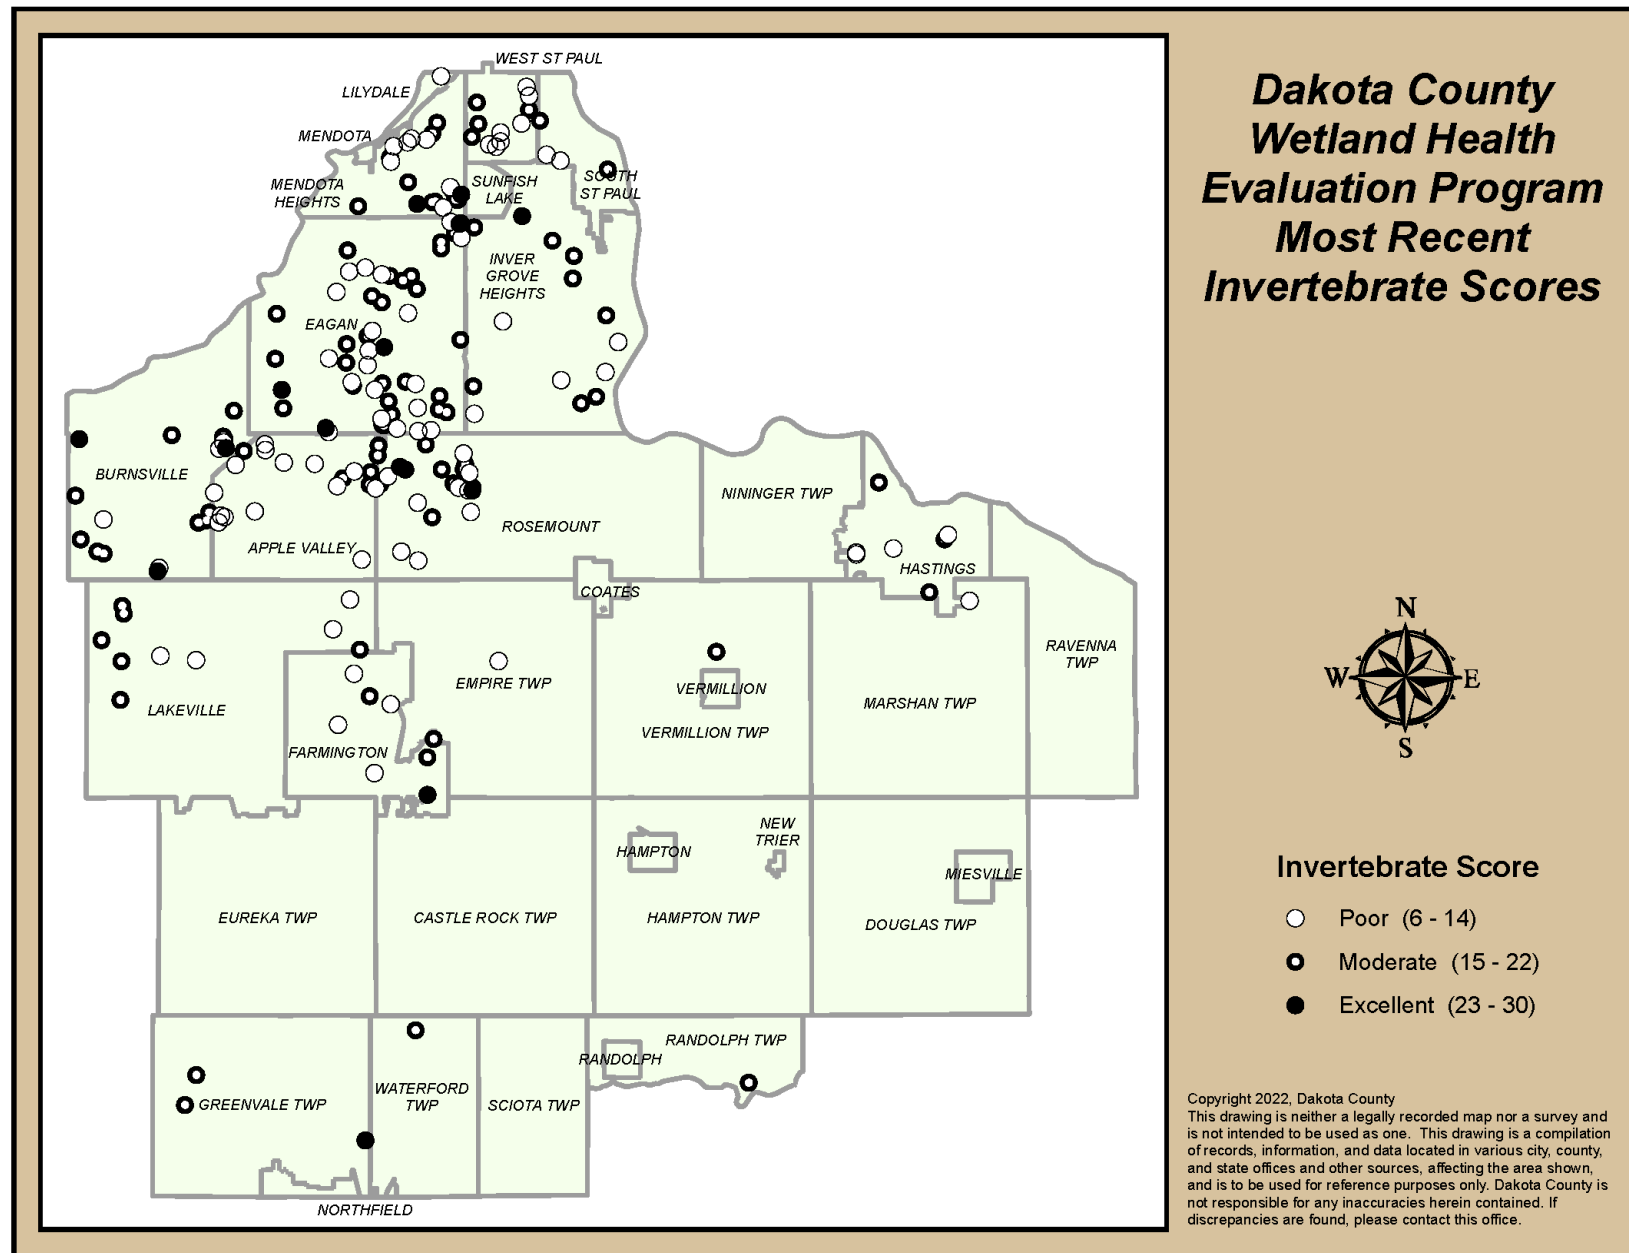 Dakota County
Wetland Health
Evaluation Program
Most Recent
Invertebrate Scores
WEST ST PAUL
LILYDALE
MENDOTA
MENDOTA
HEIGHTS
SUNFISH
LAKE
SOUTH
ST PAUL
INVER
GROVE
HEIGHTS
EAGAN
BURNSVILLE
APPLE VALLEY
ROSEMOUNT
NININGER TWP
HASTINGS
COATES
RAVENNA
TWP
LAKEVILLE
EMPIRE TWP
VERMILLION
VERMILLION TWP
MARSHAN TWP
FARMINGTON
NEW
TRIER
HAMPTON
MIESVILLE
EUREKA TWP
CASTLE ROCK TWP
HAMPTON TWP
DOUGLAS TWP
RANDOLPH TWP
RANDOLPH
WATERFORD
TWP
GREENVALE TWP
SCIOTA TWP
NORTHFIELD
N
W
E
S
Invertebrate Score
Poor (6 - 14)
Moderate (15 - 22)
Excellent (23 - 30)
Copyright 2022, Dakota County
This drawing is neither a legally recorded map nor a survey and
is not intended to be used as one. This drawing is a compilation
of records, information, and data located in various city, county,
and state offices and other sources, affecting the area shown,
and is to be used for reference purposes only. Dakota County is
not responsible for any inaccuracies herein contained. If
discrepancies are found, please contact this office.